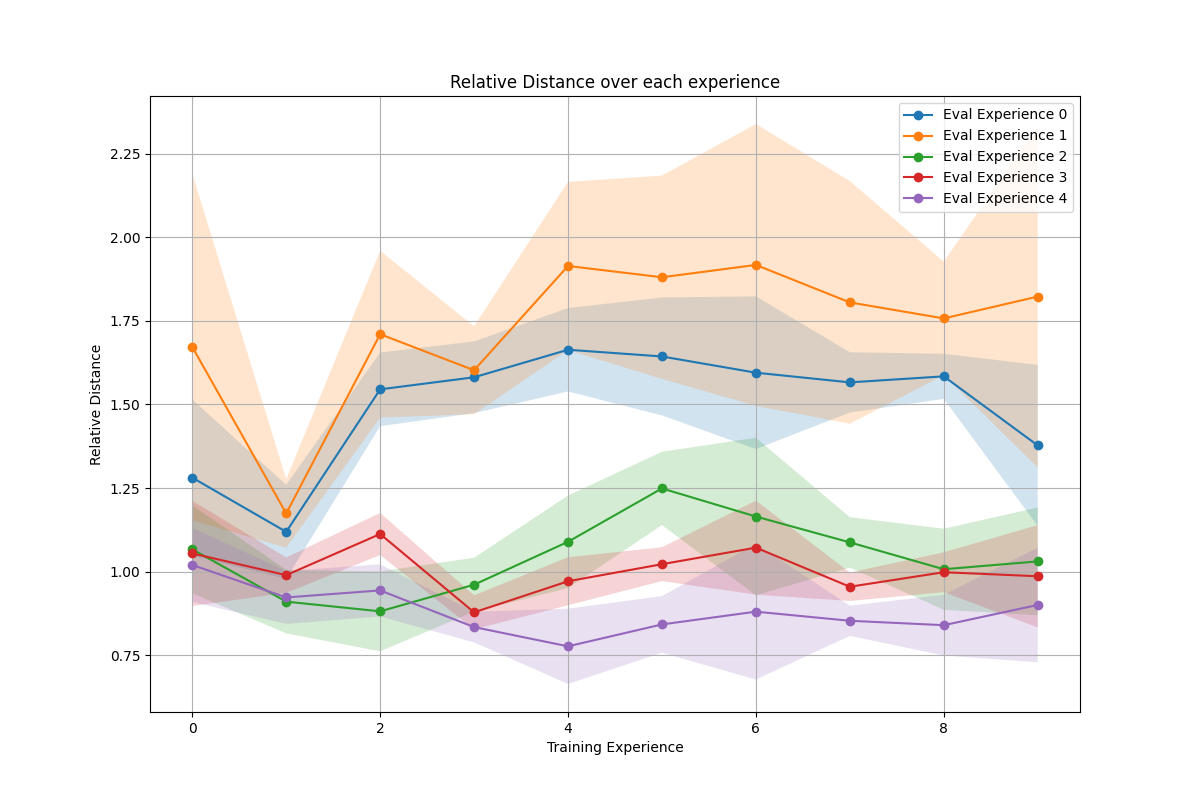 Relative Distance over each experience
Eval Experience 0
Eval Experience 1
Eval Experience 2
Eval Experience 3
Eval Experience 4
Relative Distance
2.25
2.00
1.75
1.50
1.25
1.00
0.75
0 2 4 6 8
Training Experience